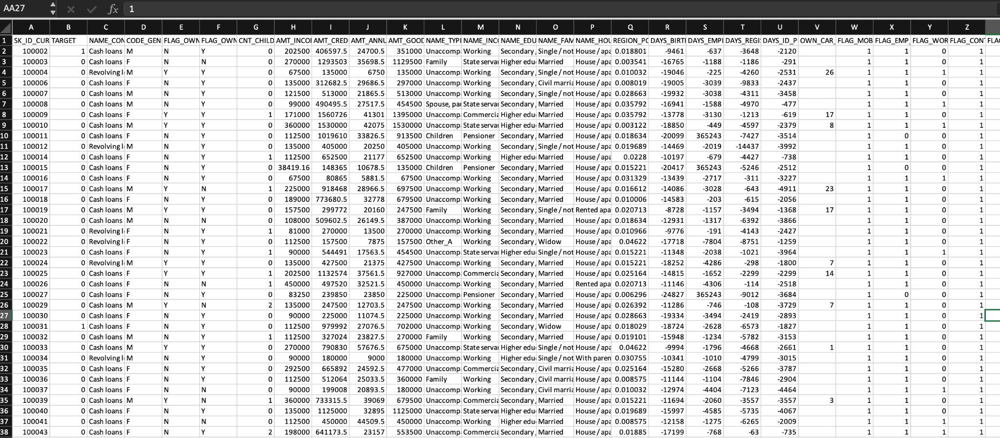 AA27 fx 1
A B C D E F G H I J K L M N O P Q R S T U V W X Y Z
1 SK_ID_CUR TARGET NAME_CON CODE_GEN FLAG_OWN FLAG_OWN CNT_CHILD AMT_INCO AMT_CRED AMT_ANNU AMT_GOOD NAME_TYPE NAME_INCO NAME_EDU NAME_FAM NAME_HOU REGION_PO DAYS_BIRTH DAYS_EMPI DAYS_REGI DAYS_ID_P OWN_CAR_ FLAG_MOB FLAG_EMP_ FLAG_WOR FLAG_CON FLA
2 100002 1 Cash loans M N Y 0 202500 406597.5 24700.5 351000 Unaccomp Working Secondary / Single / not House / apa 0.018801 -9461 -637 -3648 -2120 1 1 0 1
3 100003 0 Cash loans F N N 0 270000 1293503 35698.5 1129500 Family State serva Higher edu Married House / apa 0.003541 -16765 -1188 -1186 -291 1 1 0 1
4 100004 0 Revolving l M Y Y 0 67500 135000 6750 135000 Unaccomp Working Secondary / Single / not House / apa 0.010032 -19046 -225 -4260 -2531 26 1 1 1 1
5 100006 0 Cash loans F N Y 0 135000 312682.5 29686.5 297000 Unaccomp Working Secondary / Civil marria House / apa 0.008019 -19005 -3039 -9833 -2437 1 1 0 1
6 100007 0 Cash loans M N Y 0 121500 513000 21865.5 513000 Unaccomp Working Secondary / Single / not House / apa 0.028663 -19932 -3038 -4311 -3458 1 1 0 1
7 100008 0 Cash loans M N Y 0 99000 490495.5 27517.5 454500 Spouse, par State serva Secondary / Married House / apa 0.035792 -16941 -1588 -4970 -477 1 1 1 1
8 100009 0 Cash loans F Y Y 1 171000 1560726 41301 1395000 Unaccomp Commercia Higher edu Married House / apa 0.035792 -13778 -3130 -1213 -619 17 1 1 0 1
9 100010 0 Cash loans M Y Y 0 360000 1530000 42075 1530000 Unaccomp State serva Higher edu Married House / apa 0.003122 -18850 -449 -4597 -2379 8 1 1 1 1
10 100011 0 Cash loans F N Y 0 112500 1019610 33826.5 913500 Children Pensioner Secondary / Married House / apa 0.018634 -20099 365243 -7427 -3514 1 0 0 1
11 100012 0 Revolving l M N Y 0 135000 405000 20250 405000 Unaccomp Working Secondary / Single / not House / apa 0.019689 -14469 -2019 -14437 -3992 1 1 0 1
12 100014 0 Cash loans F N Y 1 112500 652500 21177 652500 Unaccomp Working Higher edu Married House / apa 0.0228 -10197 -679 -4427 -738 1 1 0 1
13 100015 0 Cash loans F N Y 0 38419.16 148365 10678.5 135000 Children Pensioner Secondary / Married House / apa 0.015221 -20417 365243 -5246 -2512 1 0 0 1
14 100016 0 Cash loans F N Y 0 67500 80865 5881.5 67500 Unaccomp Working Secondary / Married House / apa 0.031329 -13439 -2717 -311 -3227 1 1 1 1
15 100017 0 Cash loans M Y N 1 225000 918468 28966.5 697500 Unaccomp Working Secondary / Married House / apa 0.016612 -14086 -3028 -643 -4911 23 1 1 0 1
16 100018 0 Cash loans F N Y 0 189000 773680.5 32778 679500 Unaccomp Working Secondary / Married House / apa 0.010006 -14583 -203 -615 -2056 1 1 0 1
17 100019 0 Cash loans M Y Y 0 157500 299772 20160 247500 Family Working Secondary / Single / not Rented apa 0.020713 -8728 -1157 -3494 -1368 17 1 1 0 1
18 100020 0 Cash loans M N N 0 108000 509602.5 26149.5 387000 Unaccomp Working Secondary / Married House / apa 0.018634 -12931 -1317 -6392 -3866 1 1 0 1
19 100021 0 Revolving l F N Y 1 81000 270000 13500 270000 Unaccomp Working Secondary / Married House / apa 0.010966 -9776 -191 -4143 -2427 1 1 0 1
20 100022 0 Revolving l F N Y 0 112500 157500 7875 157500 Other_A Working Secondary / Widow House / apa 0.04622 -17718 -7804 -8751 -1259 1 1 0 1
21 100023 0 Cash loans F N Y 1 90000 544491 17563.5 454500 Unaccomp State serva Higher edu Single / not House / apa 0.015221 -11348 -2038 -1021 -3964 1 1 1 1
22 100024 0 Revolving l M Y Y 0 135000 427500 21375 427500 Unaccomp Working Secondary / Married House / apa 0.015221 -18252 -4286 -298 -1800 7 1 1 0 1
23 100025 0 Cash loans F Y Y 1 202500 1132574 37561.5 927000 Unaccomp Commercia Secondary / Married House / apa 0.025164 -14815 -1652 -2299 -2299 14 1 1 0 1
24 100026 0 Cash loans F N N 1 450000 497520 32521.5 450000 Unaccomp Working Secondary / Married Rented apa 0.020713 -11146 -4306 -114 -2518 1 1 0 1
25 100027 0 Cash loans F N Y 0 83250 239850 23850 225000 Unaccomp Pensioner Secondary / Married House / apa 0.006296 -24827 365243 -9012 -3684 1 0 0 1
26 100029 0 Cash loans M Y N 2 135000 247500 12703.5 247500 Unaccomp Working Secondary / Married House / apa 0.026392 -11286 -746 -108 -3729 7 1 1 0 1
27 100030 0 Cash loans F N Y 0 90000 225000 11074.5 225000 Unaccomp Working Secondary / Married House / apa 0.028663 -19334 -3494 -2419 -2893 1 1 0 1
28 100031 1 Cash loans F N Y 0 112500 979992 27076.5 702000 Unaccomp Working Secondary / Widow House / apa 0.018029 -18724 -2628 -6573 -1827 1 1 0 1
29 100032 0 Cash loans M N Y 1 112500 327024 23827.5 270000 Family Working Secondary / Married House / apa 0.019101 -15948 -1234 -5782 -3153 1 1 0 1
30 100033 0 Cash loans M Y Y 0 270000 790830 57676.5 675000 Unaccomp State serva Higher edu Single / not House / apa 0.04622 -9994 -1796 -4668 -2661 1 1 1 0 1
31 100034 0 Revolving l M N Y 0 90000 180000 9000 180000 Unaccomp Working Higher edu Single / not With paren 0.030755 -10341 -1010 -4799 -3015 1 1 0 1
32 100035 0 Cash loans F N Y 0 292500 665892 24592.5 477000 Unaccomp Commercia Secondary / Civil marria House / apa 0.025164 -15280 -2668 -5266 -3787 1 1 0 1
33 100036 0 Cash loans F N Y 0 112500 512064 25033.5 360000 Family Working Secondary / Civil marria House / apa 0.008575 -11144 -1104 -7846 -2904 1 1 0 1
34 100037 0 Cash loans F N N 0 90000 199008 20893.5 180000 Unaccomp Working Secondary / Civil marria House / apa 0.010032 -12974 -4404 -7123 -4464 1 1 1 1
35 100039 0 Cash loans M Y N 1 360000 733315.5 39069 679500 Unaccomp Commercia Secondary / Married House / apa 0.015221 -11694 -2060 -3557 -3557 3 1 1 0 1
36 100040 0 Cash loans F N Y 0 135000 1125000 32895 1125000 Unaccomp State serva Higher edu Married House / apa 0.019689 -15997 -4585 -5735 -4067 1 1 0 1
37 100041 0 Cash loans F N N 0 112500 450000 44509.5 450000 Unaccomp Working Higher edu Married House / apa 0.008575 -12158 -1275 -6265 -2009 1 1 1 1
38 100043 0 Cash loans F N Y 2 198000 641173.5 23157 553500 Unaccomp Commercia Secondary / Married House / apa 0.01885 -17199 -768 -63 -735 1 1 1 1